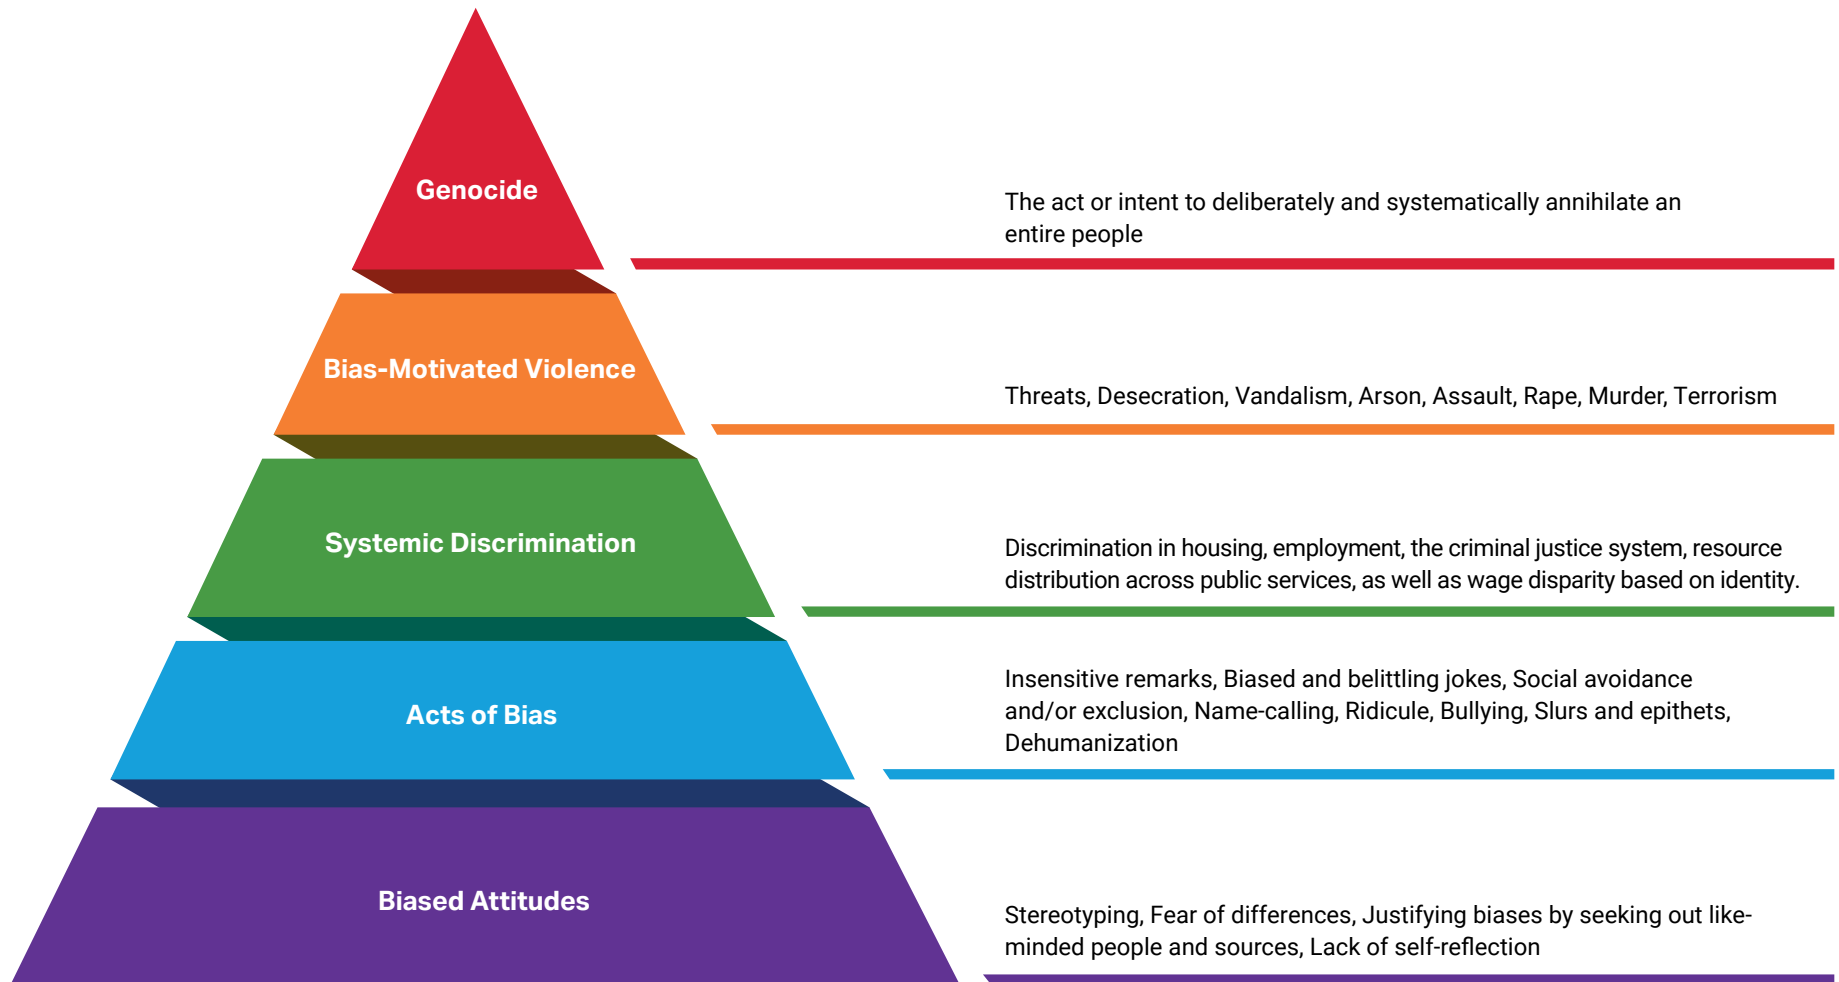 Genocide
The act or intent to deliberately and systematically annihilate an
entire people
Bias-Motivated Violence
Threats, Desecration, Vandalism, Arson, Assault, Rape, Murder, Terrorism
Systemic Discrimination
Discrimination in housing, employment, the criminal justice system, resource
distribution across public services, as well as wage disparity based on identity.
Acts of Bias
Insensitive remarks, Biased and belittling jokes, Social avoidance
and/or exclusion, Name-calling, Ridicule, Bullying, Slurs and epithets,
Dehumanization
Biased Attitudes
Stereotyping, Fear of differences, Justifying biases by seeking out like-
minded people and sources, Lack of self-reflection